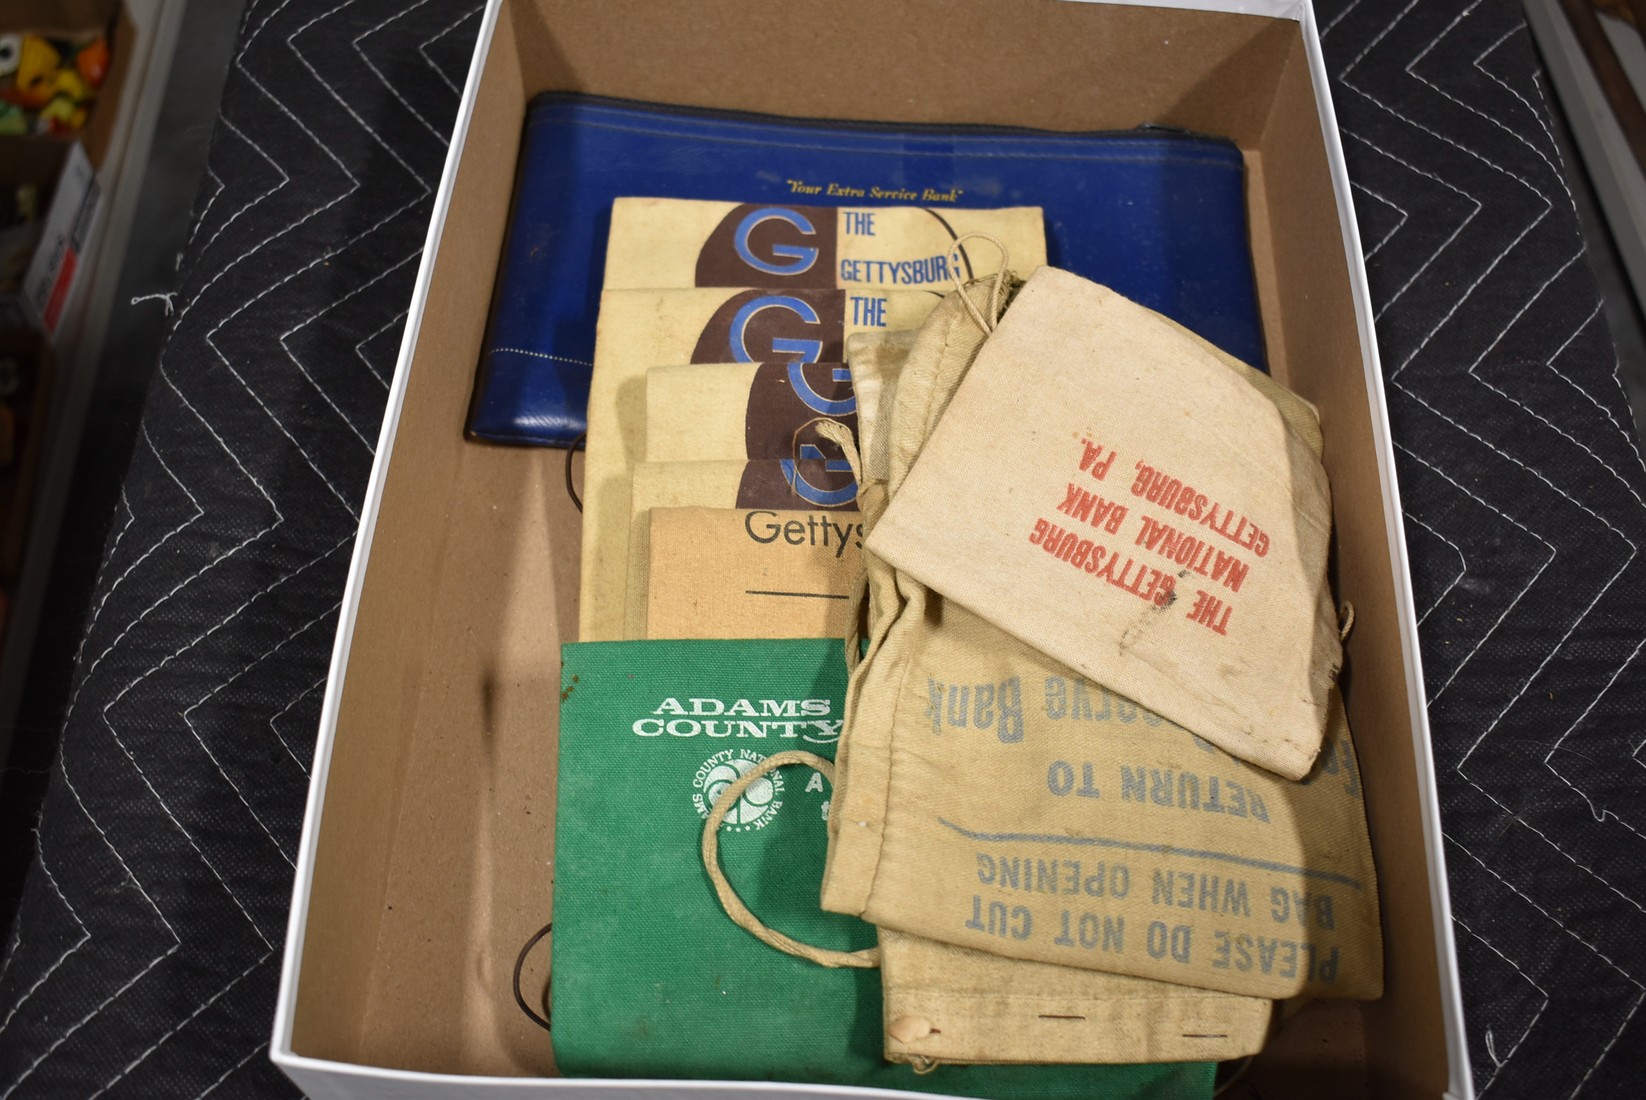 "Your Extra Service Bank"
G THE
GETTYSBURG
G THE
G
G
Gettys
ADAMS
COUNTY
ADAMS COUNTY NATIONAL BANK
A
t
THE GETTYSBURG
NATIONAL BANK
GETTYSBURG, PA.
PLEASE DO NOT CUT
BAG WHEN OPENING
RETURN TO
Bank